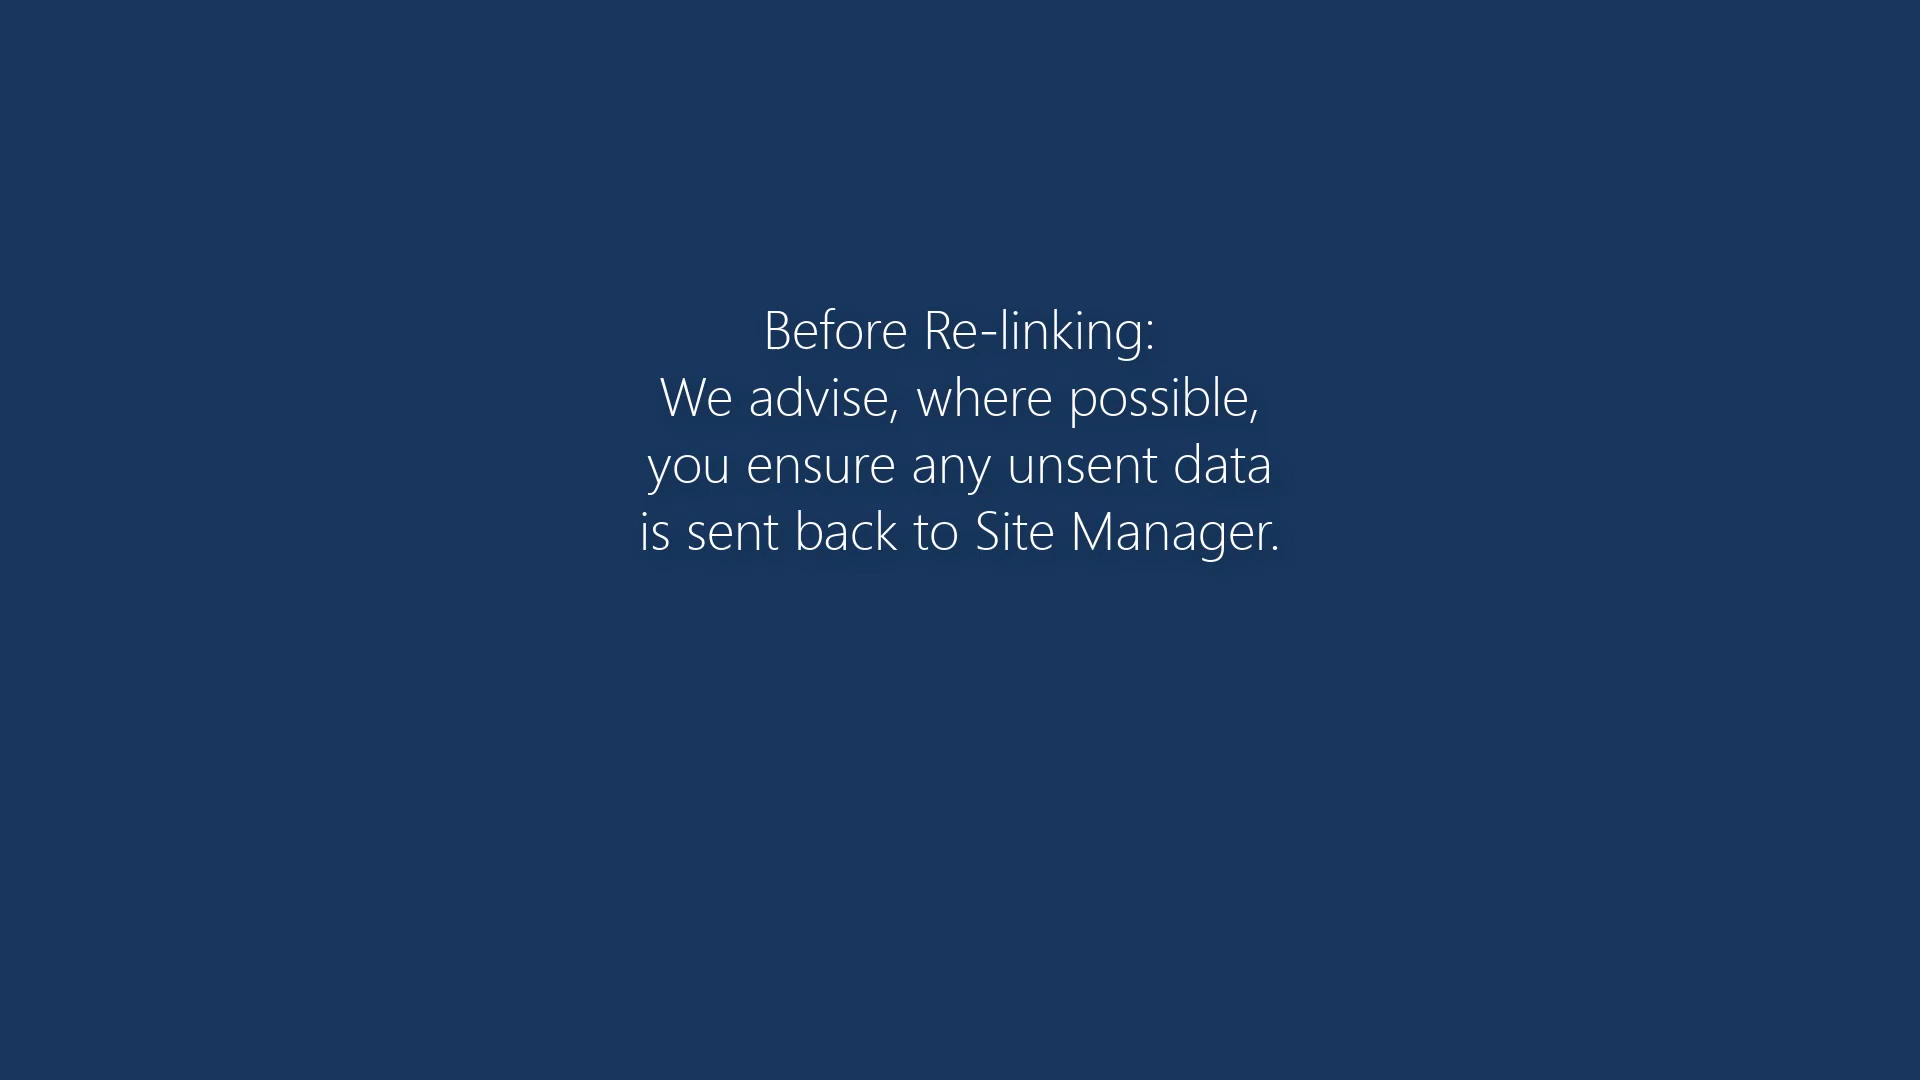 Before Re-linking:
We advise, where possible,
you ensure any unsent data
is sent back to Site Manager.